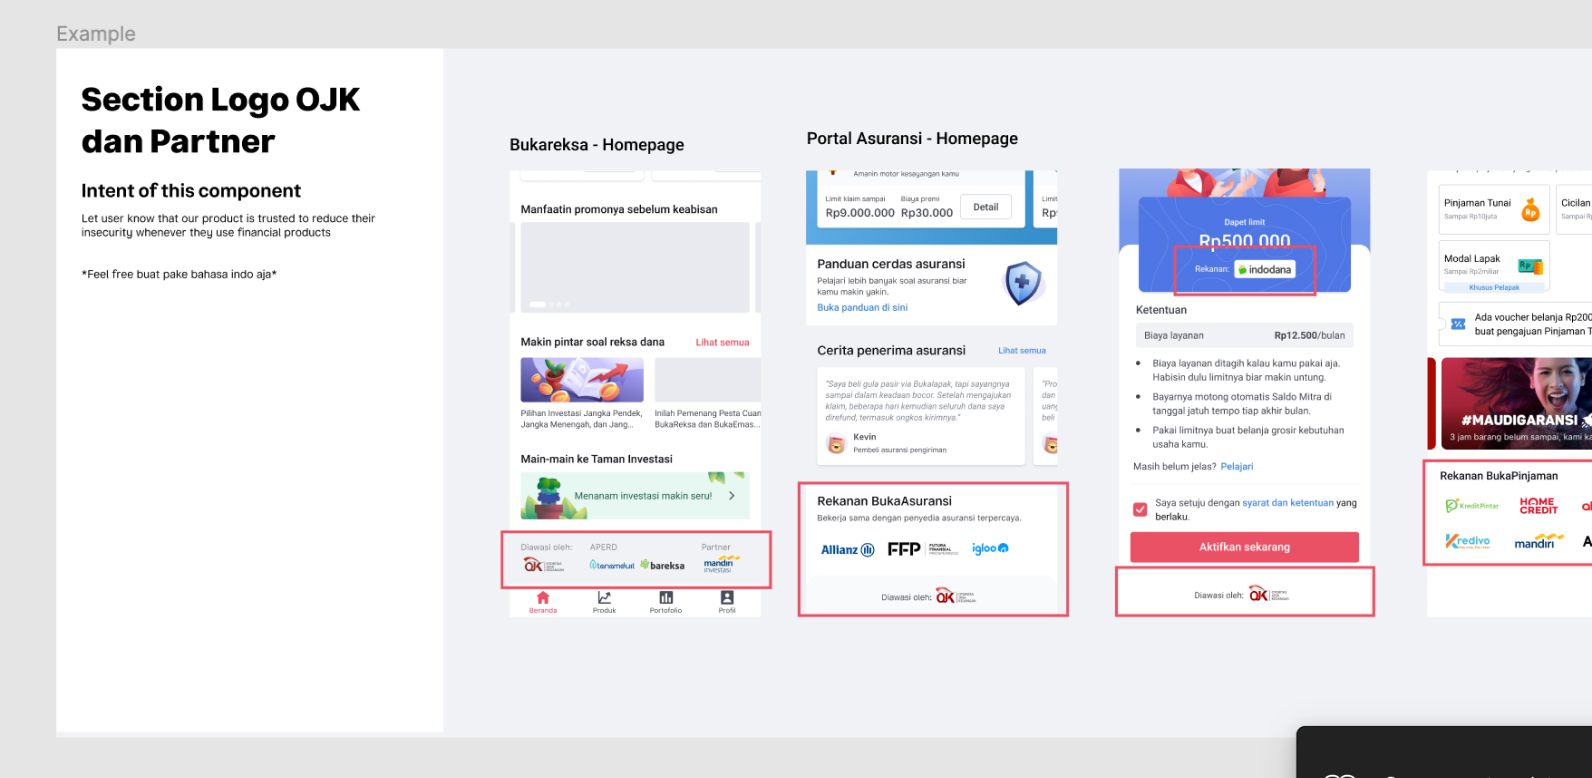 Example
Section Logo OJK
dan Partner
Intent of this component
Let user know that our product is trusted to reduce their
insecurity whenever they use financial products
*Feel free buat pake bahasa indo aja*
Bukareksa - Homepage
Manfaatin promonya sebelum keabisan
Makin pintar soal reksa dana
Lihat semua
Pilihan Investasi Jangka Pendek,
Jangka Menengah, dan Jang...
Inilah Pemenang Pesta Cuan
BukaReksa dan BukaEmas...
Main-main ke Taman Investasi
Menanam investasi makin seru!
Diawasi oleh:
APERD
Partner
OJK
tanamduit
bareksa
mandiri
investasi
Beranda
Produk
Portofolio
Profil
Portal Asuransi - Homepage
Amanin motor kesayangan kamu
Limit klaim sampai
Biaya premi
Rp9.000.000
Rp30.000
Detail
Limit
Rp
Panduan cerdas asuransi
Pelajari lebih banyak soal asuransi biar
kamu makin yakin.
Buka panduan di sini
Cerita penerima asuransi
Lihat semua
"Saya beli gula pasir via Bukalapak, tapi sayangnya
sampai dalam keadaan bocor. Setelah mengajukan
klaim, beberapa hari kemudian seluruh dana saya
direfund, termasuk ongkos kirimnya."
Kevin
Pembeli asuransi pengiriman
"Pro
dan
uang
beli
Rekanan BukaAsuransi
Bekerja sama dengan penyedia asuransi terpercaya.
Allianz
FFP
igloo
Diawasi oleh:
OJK
Dapet limit
Rp500.000
Rekanan:
indodana
Ketentuan
Biaya layanan
Rp12.500/bulan
Biaya layanan ditagih kalau kamu pakai aja.
Habisin dulu limitnya biar makin untung.
Bayarnya motong otomatis Saldo Mitra di
tanggal jatuh tempo tiap akhir bulan.
Pakai limitnya buat belanja grosir kebutuhan
usaha kamu.
Masih belum jelas? Pelajari
Saya setuju dengan syarat dan ketentuan yang
berlaku.
Aktifkan sekarang
Diawasi oleh:
OJK
Pinjaman Tunai
Sampai Rp10juta
Rp
Cicilan
Sampai Rp
Modal Lapak
Sampai Rp2miliar
Rp
Khusus Pelapak
Ada voucher belanja Rp200
buat pengajuan Pinjaman T
#MAUDIGARANSI
3 jam barang belum sampai, kami ka
Rekanan BukaPinjaman
KreditPintar
HOME
CREDIT
Kredivo
mandiri
A